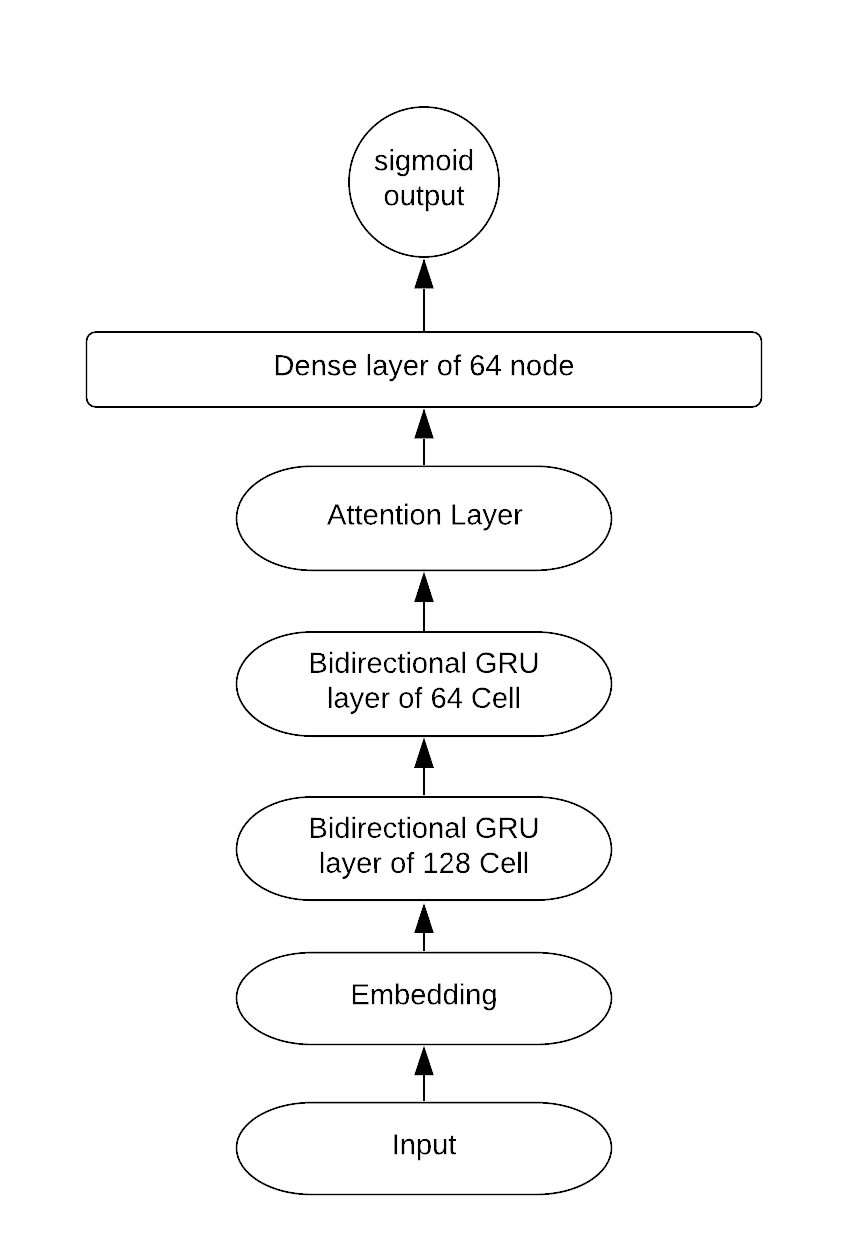 sigmoid
output
Dense layer of 64 node
Attention Layer
Bidirectional GRU
layer of 64 Cell
Bidirectional GRU
layer of 128 Cell
Embedding
Input